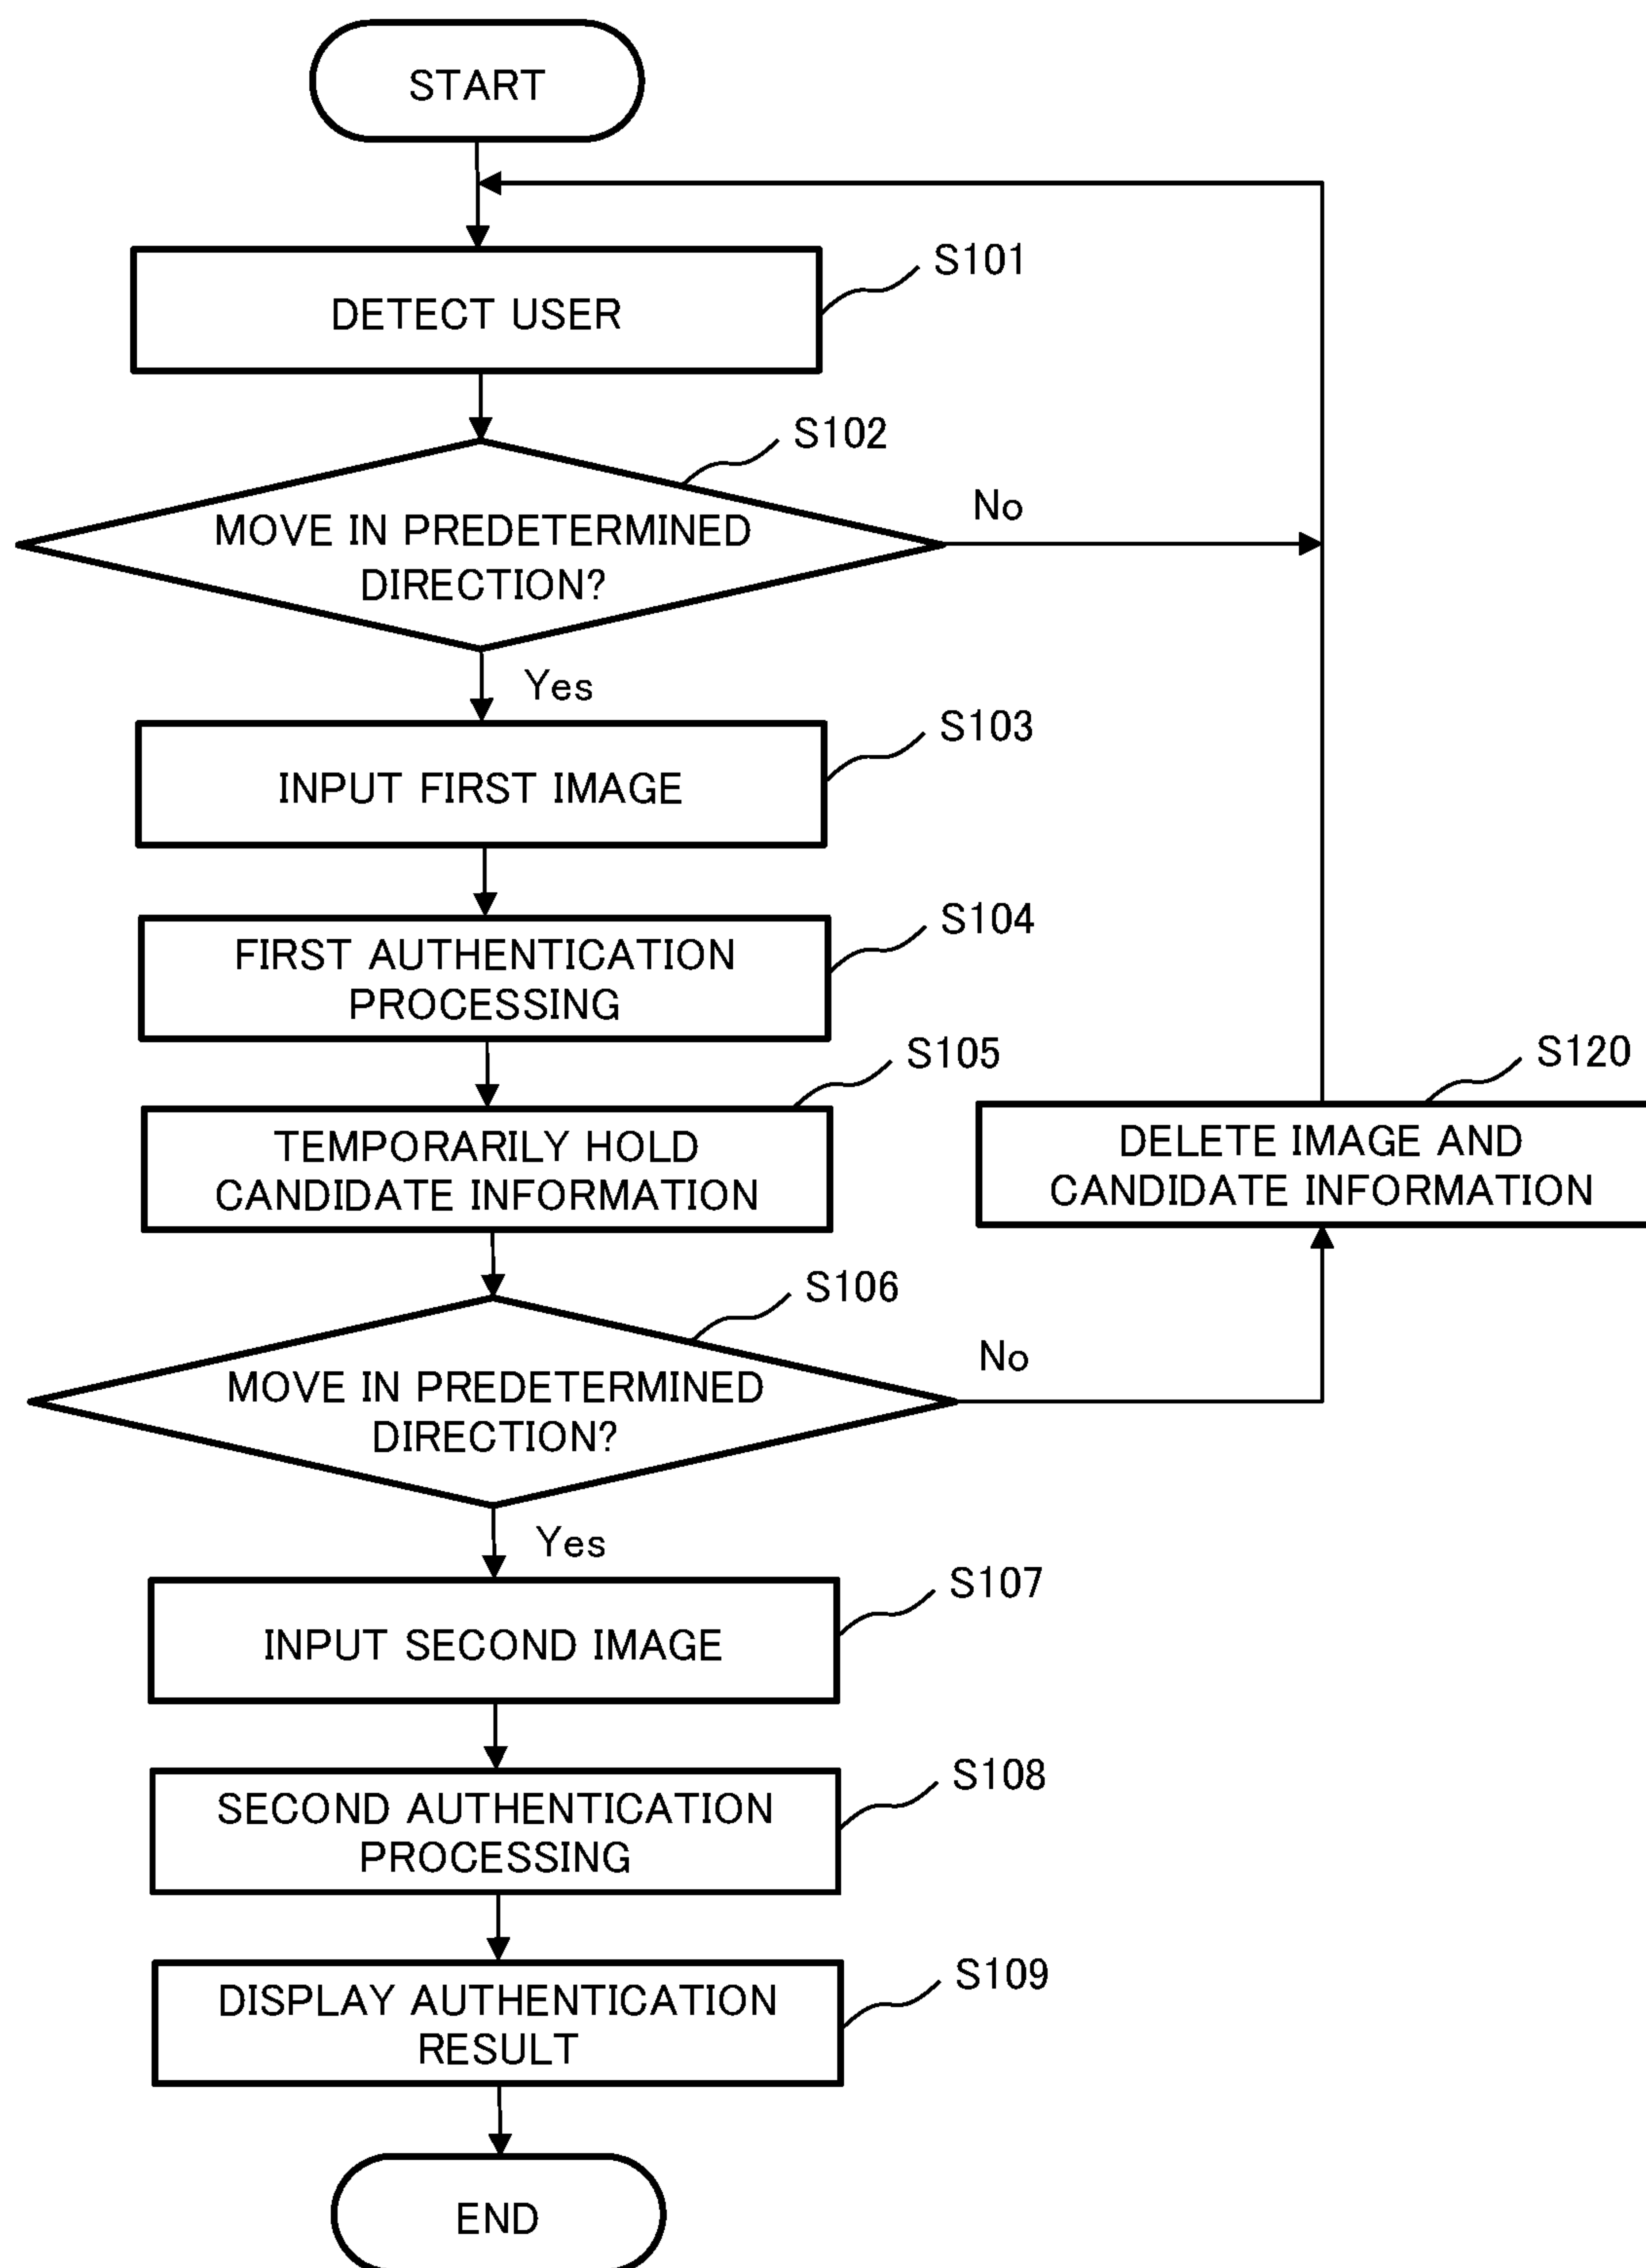 START
S101
DETECT USER
S102
MOVE IN PREDETERMINED
DIRECTION?
No
Yes
S103
INPUT FIRST IMAGE
S104
FIRST AUTHENTICATION
PROCESSING
S105
TEMPORARILY HOLD
CANDIDATE INFORMATION
S120
DELETE IMAGE AND
CANDIDATE INFORMATION
S106
MOVE IN PREDETERMINED
DIRECTION?
No
Yes
S107
INPUT SECOND IMAGE
S108
SECOND AUTHENTICATION
PROCESSING
S109
DISPLAY AUTHENTICATION
RESULT
END